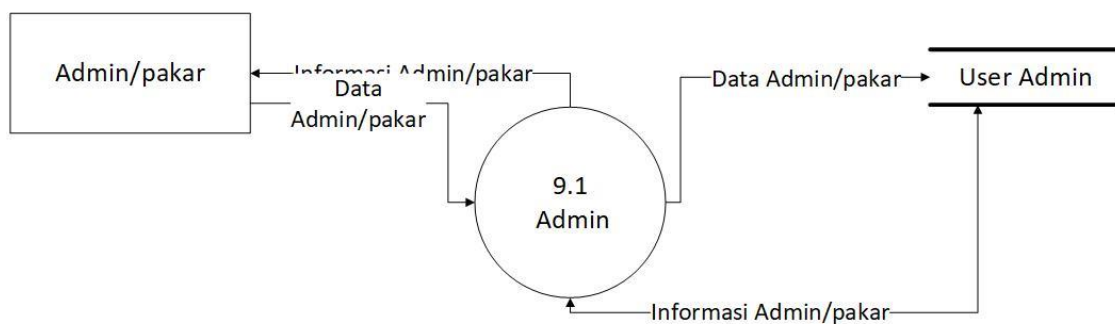 Admin/pakar
Informasi Admin/pakar
Data
Admin/pakar
Data Admin/pakar
User Admin
9.1
Admin
Informasi Admin/pakar